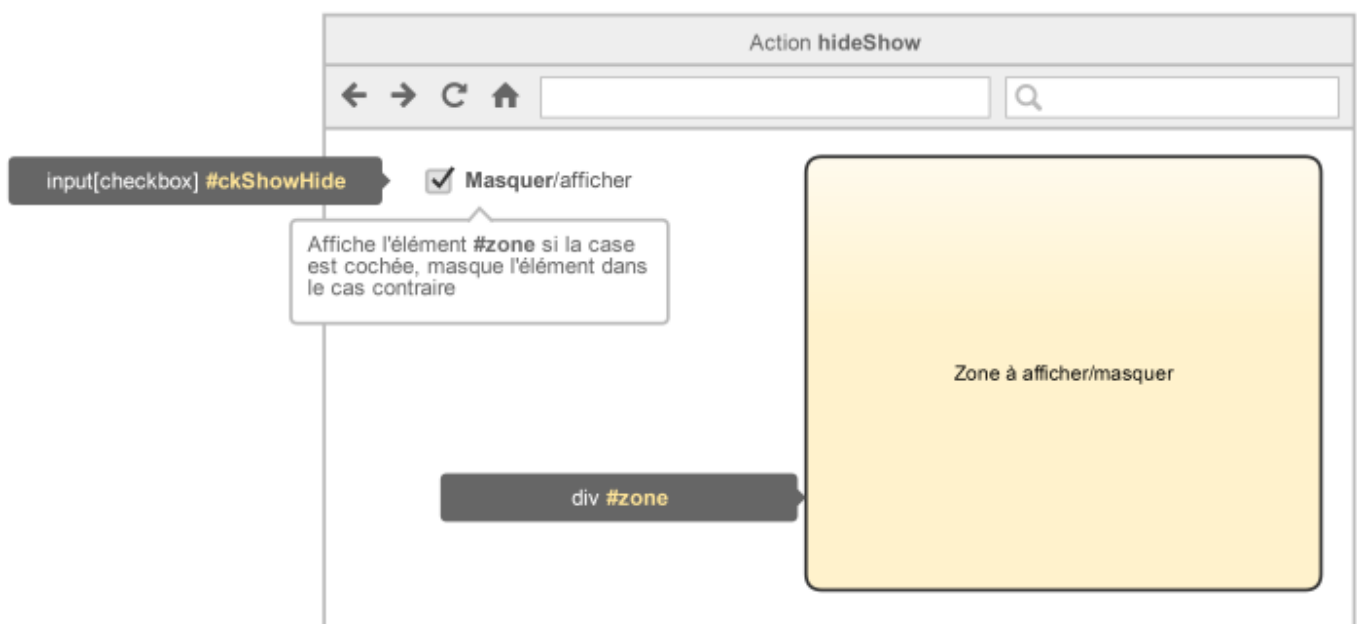 Action hideShow
input[checkbox] #ckShowHide
Masquer/afficher
Affiche l'élément #zone si la case
est cochée, masque l'élément dans
le cas contraire
Zone à afficher/masquer
div #zone